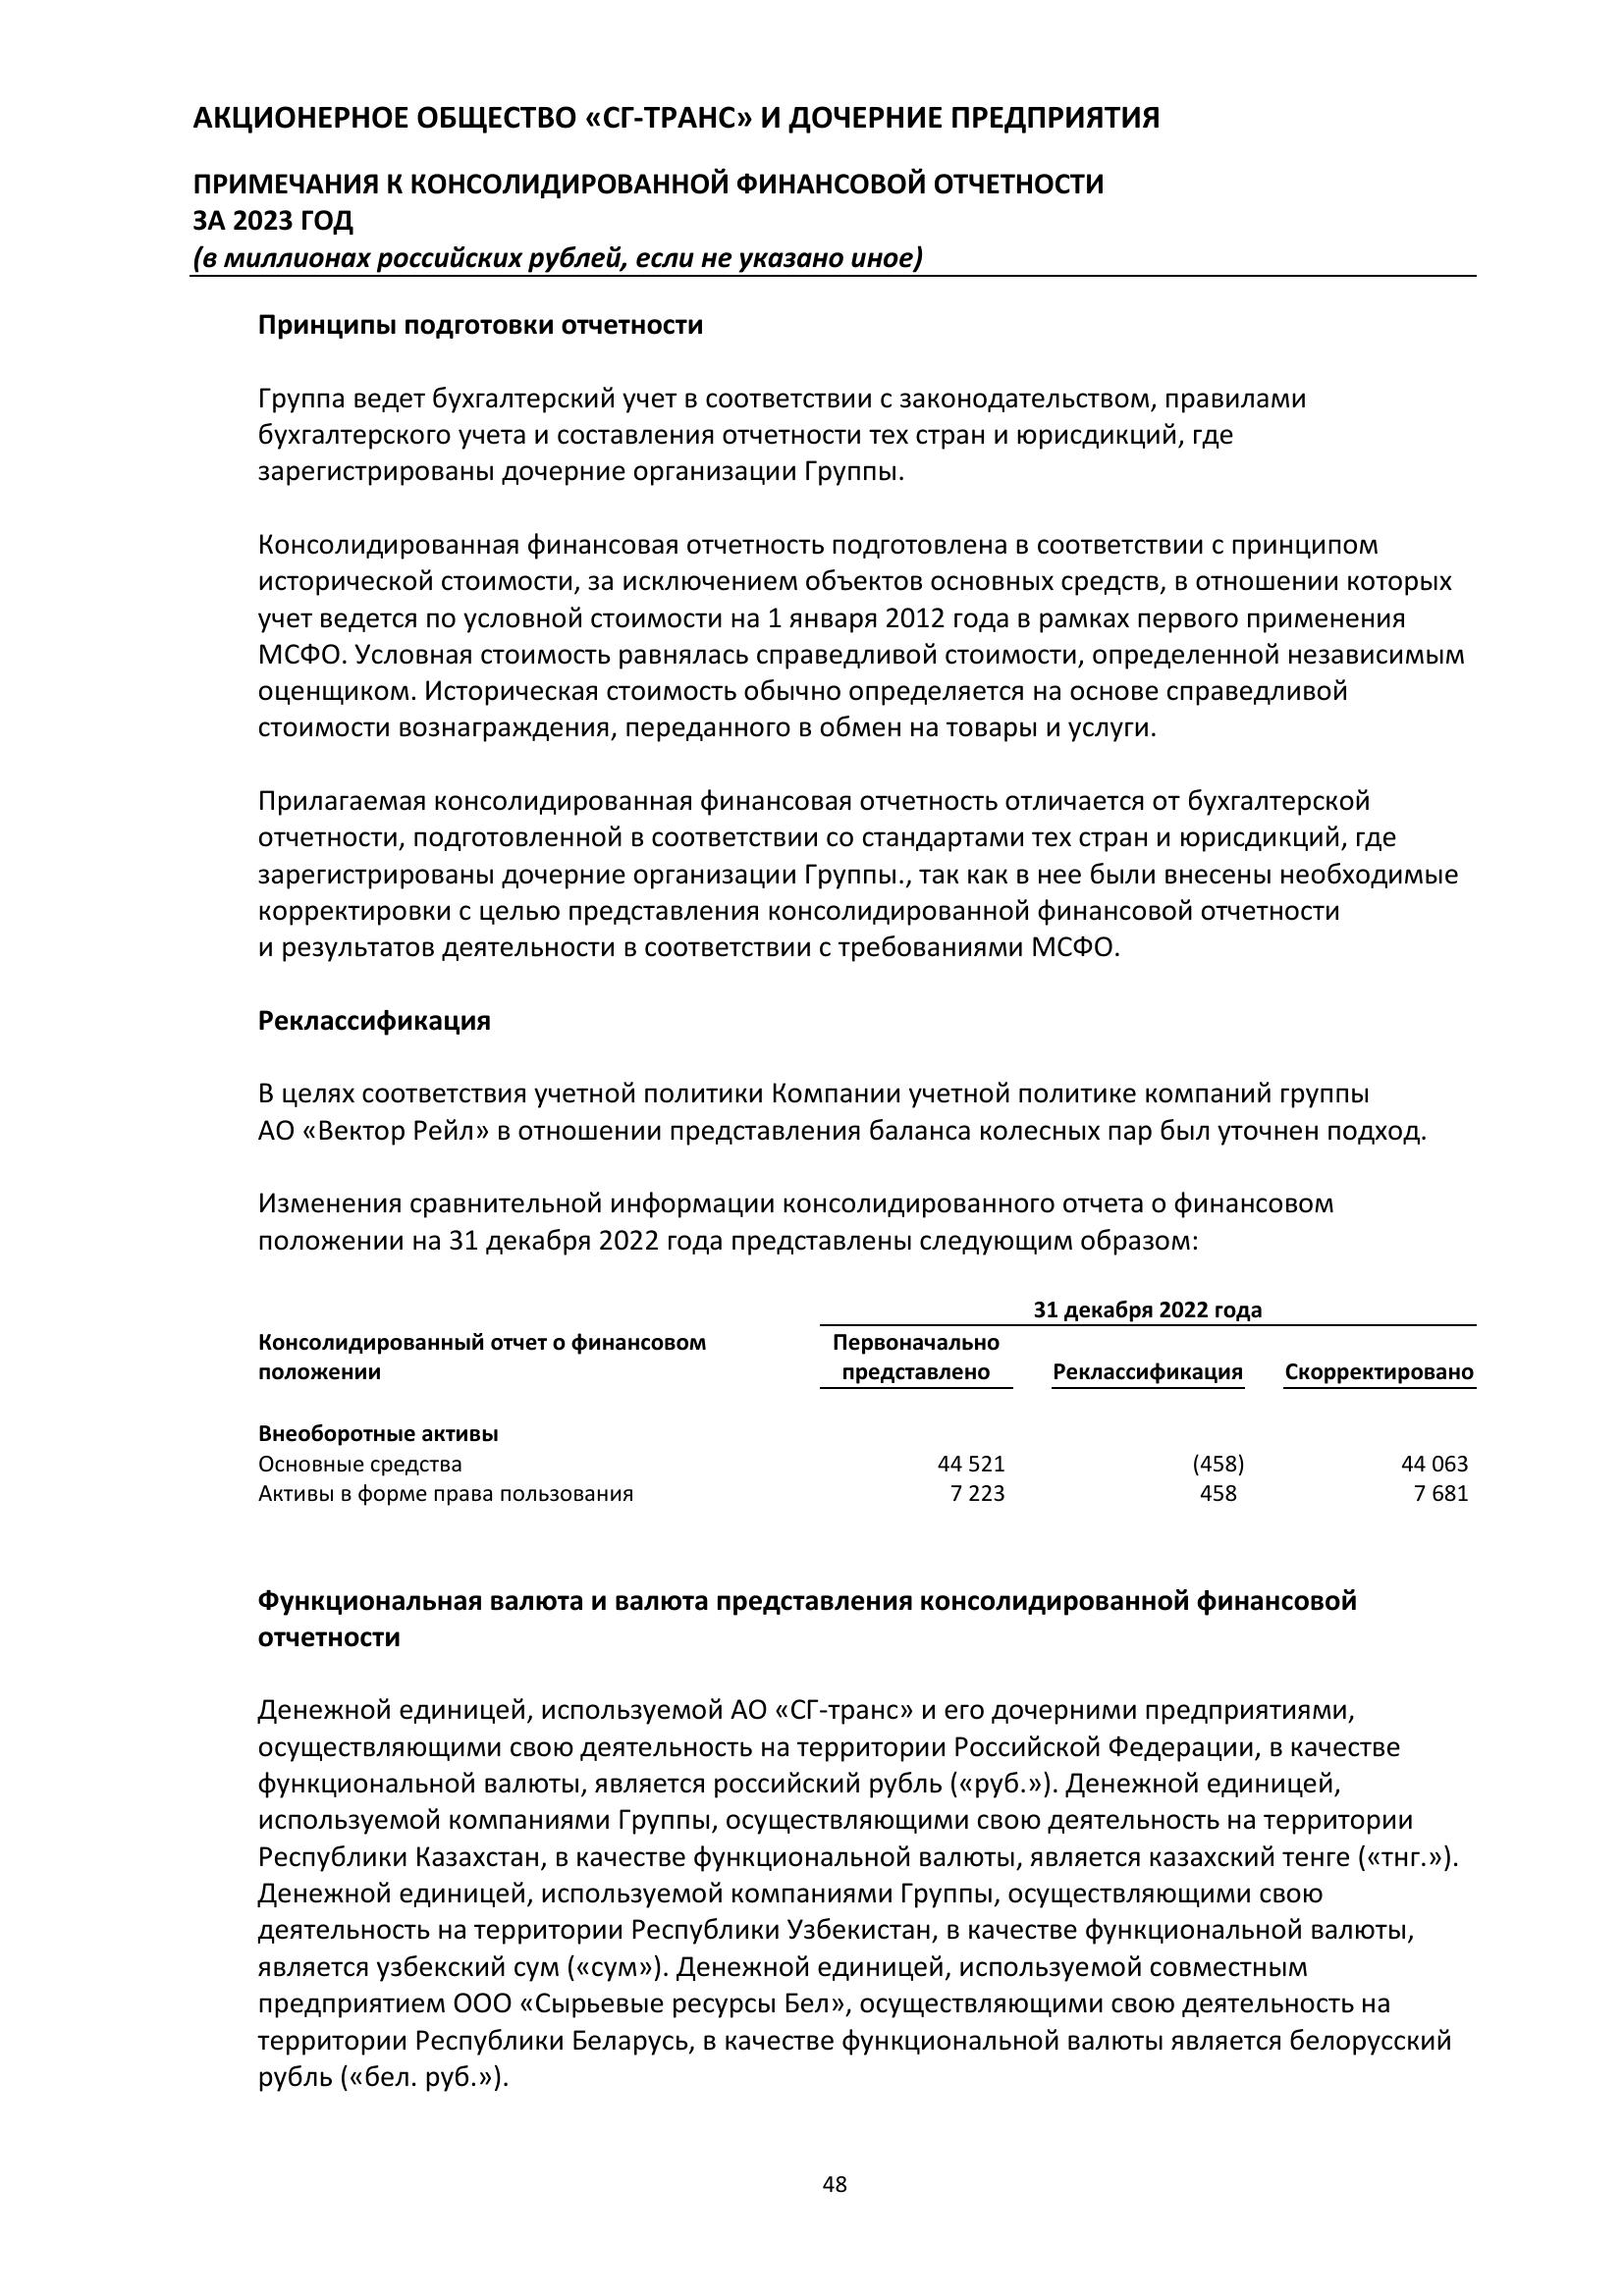 АКЦИОНЕРНОЕ ОБЩЕСТВО «СГ-ТРАНС» И ДОЧЕРНИЕ ПРЕДПРИЯТИЯ
ПРИМЕЧАНИЯ К КОНСОЛИДИРОВАННОЙ ФИНАНСОВОЙ ОТЧЕТНОСТИ
ЗА 2023 ГОД
(в миллионах российских рублей, если не указано иное)
Принципы подготовки отчетности
Группа ведет бухгалтерский учет в соответствии с законодательством, правилами
бухгалтерского учета и составления отчетности тех стран и юрисдикций, где
зарегистрированы дочерние организации Группы.
Консолидированная финансовая отчетность подготовлена в соответствии с принципом
исторической стоимости, за исключением объектов основных средств, в отношении которых
учет ведется по условной стоимости на 1 января 2012 года в рамках первого применения
МСФО. Условная стоимость равнялась справедливой стоимости, определенной независимым
оценщиком. Историческая стоимость обычно определяется на основе справедливой
стоимости вознаграждения, переданного в обмен на товары и услуги.
Прилагаемая консолидированная финансовая отчетность отличается от бухгалтерской
отчетности, подготовленной в соответствии со стандартами тех стран и юрисдикций, где
зарегистрированы дочерние организации Группы., так как в нее были внесены необходимые
корректировки с целью представления консолидированной финансовой отчетности
и результатов деятельности в соответствии с требованиями МСФО.
Реклассификация
В целях соответствия учетной политики Компании учетной политике компаний группы
АО «Вектор Рейл» в отношении представления баланса колесных пар был уточнен подход.
Изменения сравнительной информации консолидированного отчета о финансовом
положении на 31 декабря 2022 года представлены следующим образом:
31 декабря 2022 года
Консолидированный отчет о финансовом Первоначально
положении представлено Реклассификация Скорректировано
Внеоборотные активы
Основные средства 44 521 (458) 44 063
Активы в форме права пользования 7 223 458 7 681
Функциональная валюта и валюта представления консолидированной финансовой
отчетности
Денежной единицей, используемой АО «СГ-транс» и его дочерними предприятиями,
осуществляющими свою деятельность на территории Российской Федерации, в качестве
функциональной валюты, является российский рубль («руб.»). Денежной единицей,
используемой компаниями Группы, осуществляющими свою деятельность на территории
Республики Казахстан, в качестве функциональной валюты, является казахский тенге («тнг.»).
Денежной единицей, используемой компаниями Группы, осуществляющими свою
деятельность на территории Республики Узбекистан, в качестве функциональной валюты,
является узбекский сум («сум»). Денежной единицей, используемой совместным
предприятием ООО «Сырьевые ресурсы Бел», осуществляющими свою деятельность на
территории Республики Беларусь, в качестве функциональной валюты является белорусский
рубль («бел. руб.»).
48